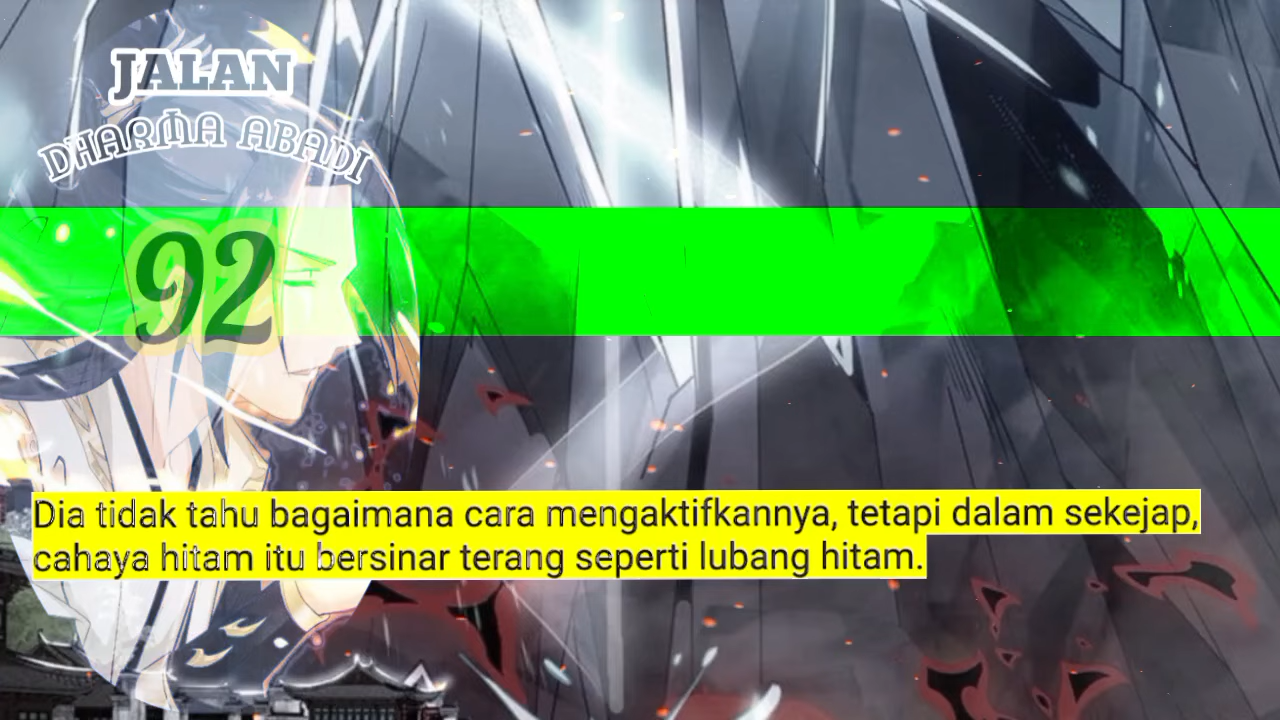 JALAN
DHARMA ABADI
92
Dia tidak tahu bagaimana cara mengaktifkannya, tetapi dalam sekejap,
cahaya hitam itu bersinar terang seperti lubang hitam.